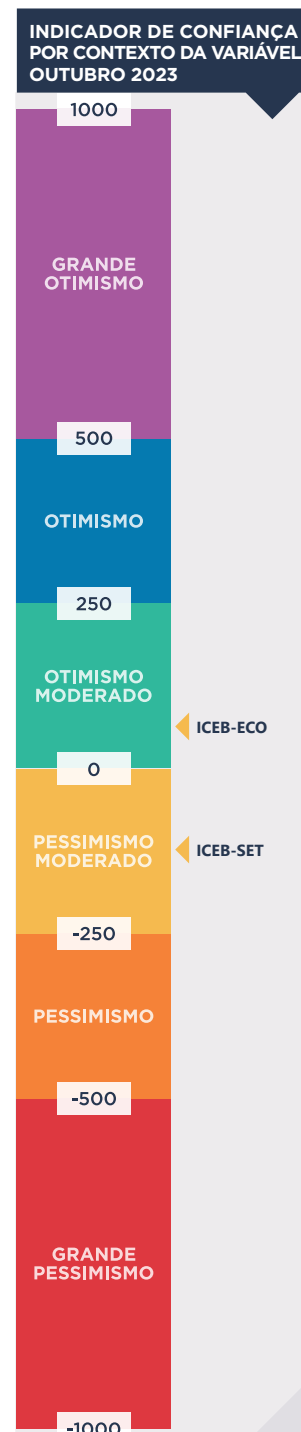 INDICADOR DE CONFIANÇA
POR CONTEXTO DA VARIÁVEL
OUTUBRO 2023
1000
GRANDE
OTIMISMO
500
OTIMISMO
250
OTIMISMO
MODERADO
ICEB-ECO
0
PESSIMISMO
MODERADO
ICEB-SET
-250
PESSIMISMO
-500
GRANDE
PESSIMISMO
-1000